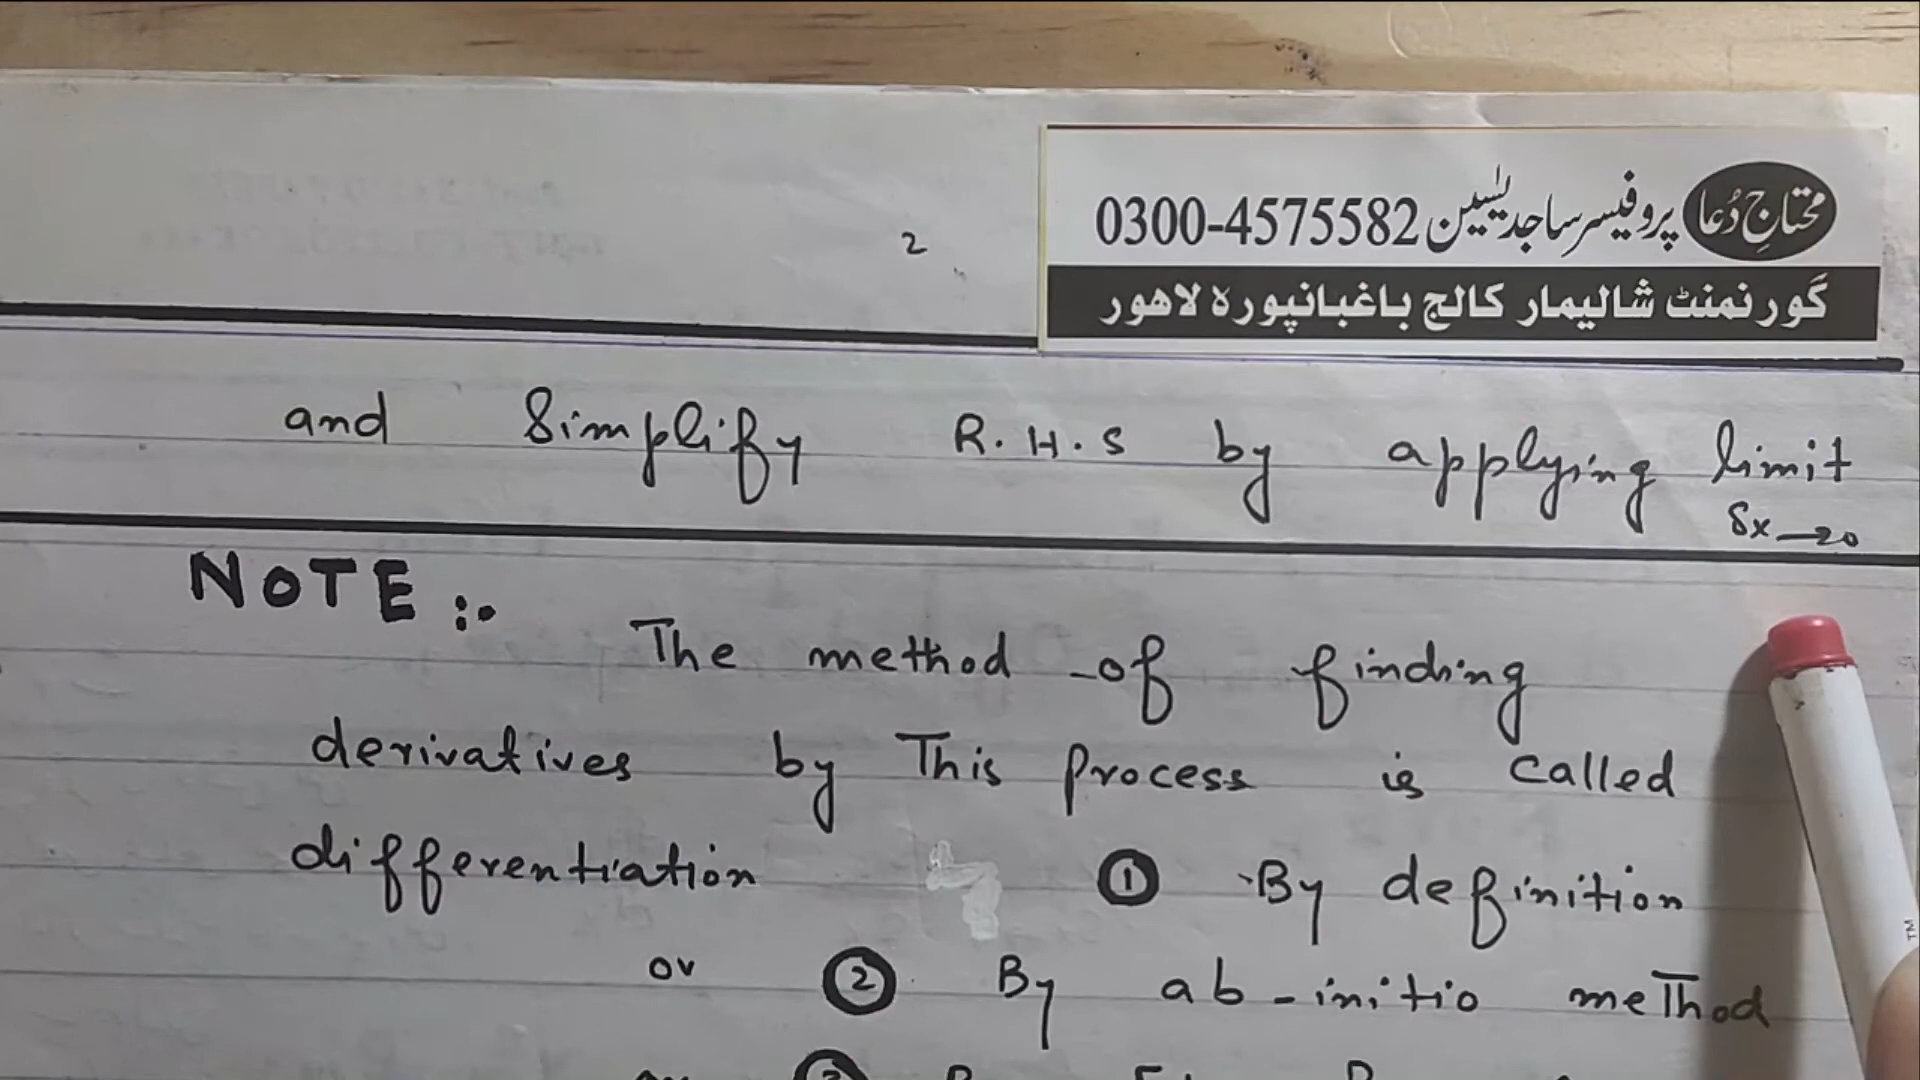 2
محتاجِ دُعا پروفیسر ساجد یٰسین 0300-4575582
گورنمنٹ شالیمار کالج باغبانپورہ لاهور
and Simplify R.H.S by applying limit
δx→0
NOTE :.
The method of finding
derivatives by This process is called
differentiation ① By definition
or ② By ab-initio meThod